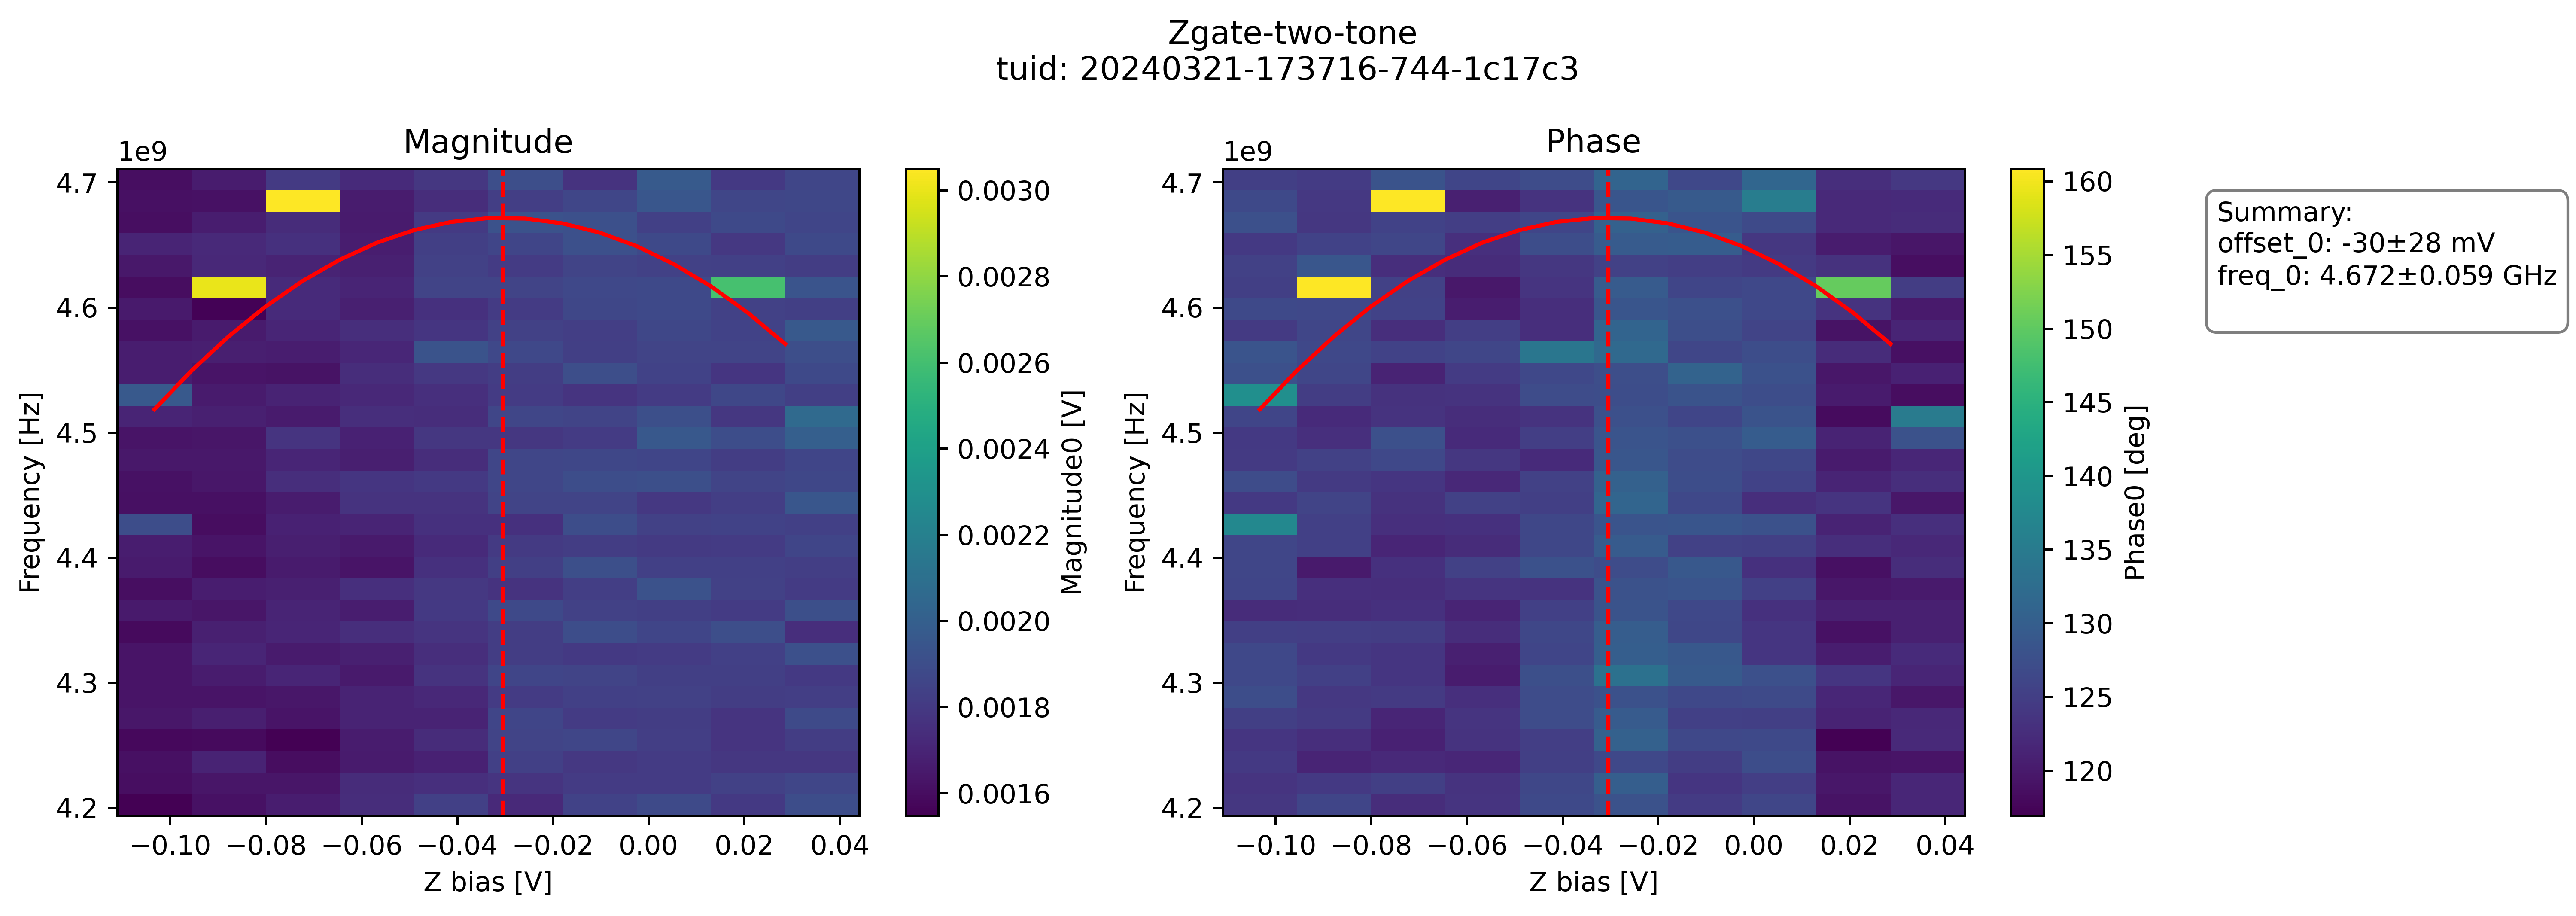 Zgate-two-tone
tuid: 20240321-173716-744-1c17c3
Magnitude
1e9
4.7
4.6
4.5
4.4
4.3
4.2
Frequency [Hz]
−0.10 −0.08 −0.06 −0.04 −0.02 0.00 0.02 0.04
Z bias [V]
0.0030
0.0028
0.0026
0.0024
0.0022
0.0020
0.0018
0.0016
Magnitude0 [V]
Phase
1e9
4.7
4.6
4.5
4.4
4.3
4.2
Frequency [Hz]
−0.10 −0.08 −0.06 −0.04 −0.02 0.00 0.02 0.04
Z bias [V]
160
155
150
145
140
135
130
125
120
Phase0 [deg]
Summary:
offset_0: -30±28 mV
freq_0: 4.672±0.059 GHz